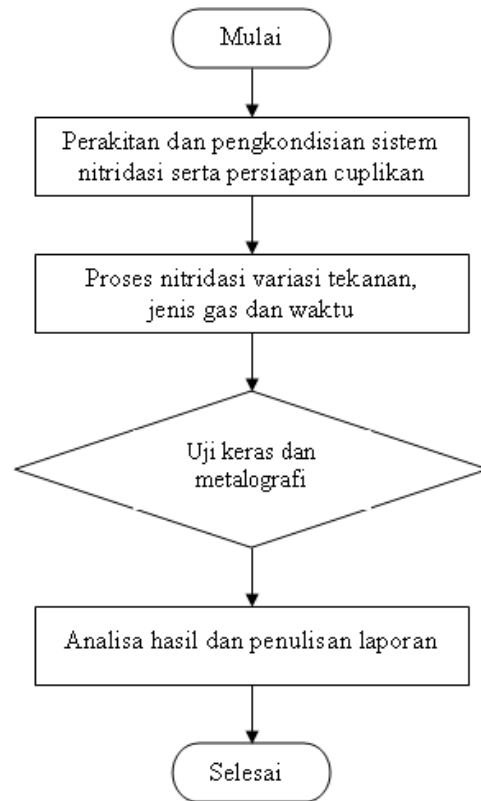 Mulai
Perakitan dan pengkondisian sistem
nitridasi serta persiapan cuplikan
Proses nitridasi variasi tekanan,
jenis gas dan waktu
Uji keras dan
metalografi
Analisa hasil dan penulisan laporan
Selesai